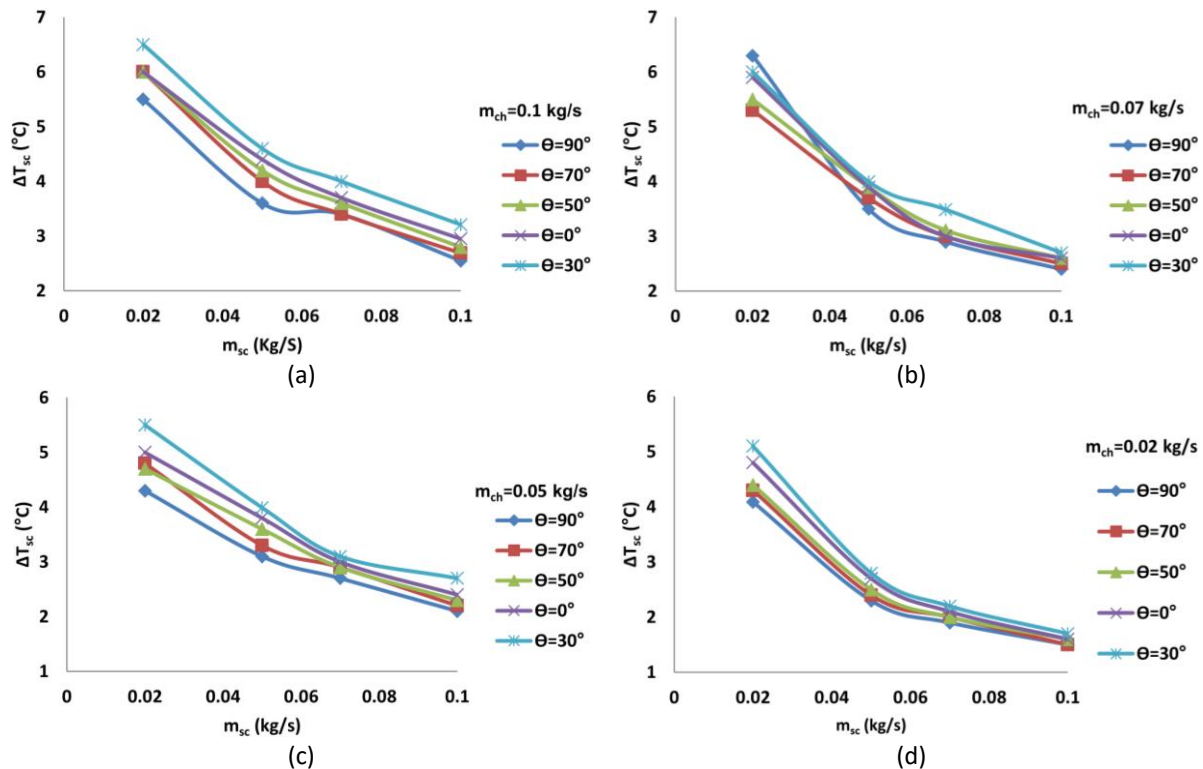 7
6
5
4
3
2
ΔTsc (°C)
0 0.02 0.04 0.06 0.08 0.1
msc (Kg/S)
mch=0.1 kg/s
Ɵ=90°
Ɵ=70°
Ɵ=50°
Ɵ=0°
Ɵ=30°
(a)
7
6
5
4
3
2
ΔTsc (°C)
0 0.02 0.04 0.06 0.08 0.1
msc (kg/s)
mch=0.07 kg/s
Ɵ=90°
Ɵ=70°
Ɵ=50°
Ɵ=0°
Ɵ=30°
(b)
6
5
4
3
2
1
ΔTsc (°C)
0 0.02 0.04 0.06 0.08 0.1
msc (kg/s)
mch=0.05 kg/s
Ɵ=90°
Ɵ=70°
Ɵ=50°
Ɵ=0°
Ɵ=30°
(c)
6
5
4
3
2
1
ΔTsc (°C)
0 0.02 0.04 0.06 0.08 0.1
msc (kg/s)
mch=0.02 kg/s
Ɵ=90°
Ɵ=70°
Ɵ=50°
Ɵ=0°
Ɵ=30°
(d)